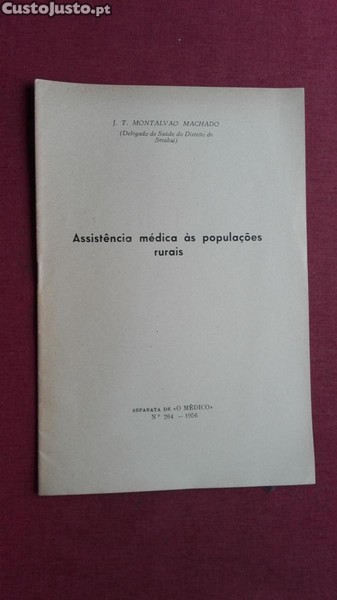 CustoJusto.pt
J. T. MONTALVAO MACHADO
(Delegado de Saúde do Distrito de
Setúbal)
Assistência médica às populações
rurais
SEPARATA DE «O MÉDICO»
N.º 264 – 1956